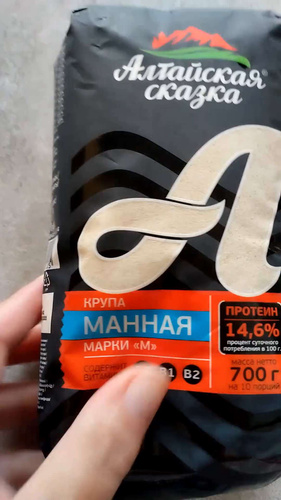 Алтайская
сказка
КРУПА
МАННАЯ
МАРКИ «М»
ПРОТЕИН
14,6%
процент суточного
потребления в 100 г.
масса нетто
700 г
на 10 порций
B1 B2